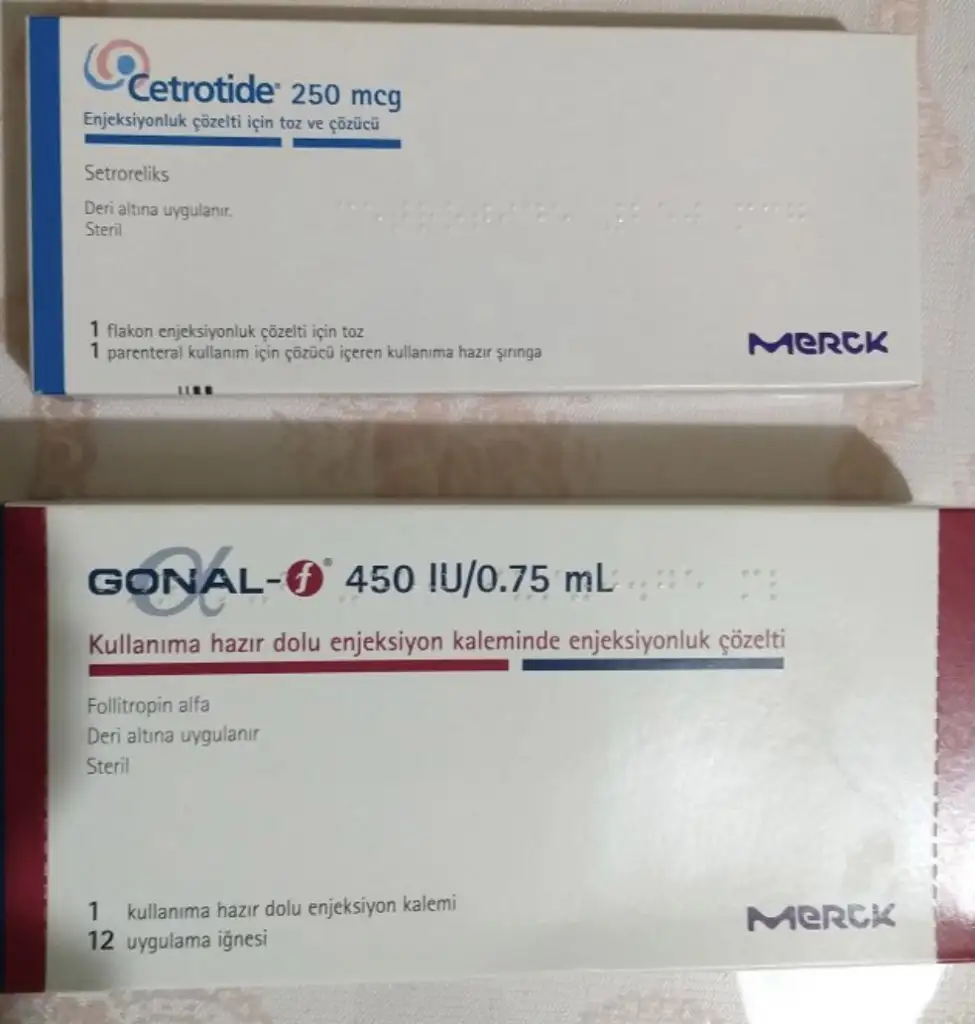 Cetrotide® 250 mcg
Enjeksiyonluk çözelti için toz ve çözücü
Setroreliks
Deri altına uygulanır.
Steril
1 flakon enjeksiyonluk çözelti için toz
1 parenteral kullanım için çözücü içeren kullanıma hazır şırınga
MERCK
GONAL-f® 450 IU/0.75 mL
Kullanıma hazır dolu enjeksiyon kaleminde enjeksiyonluk çözelti
Follitropin alfa
Deri altına uygulanır
Steril
1 kullanıma hazır dolu enjeksiyon kalemi
12 uygulama iğnesi
MERCK